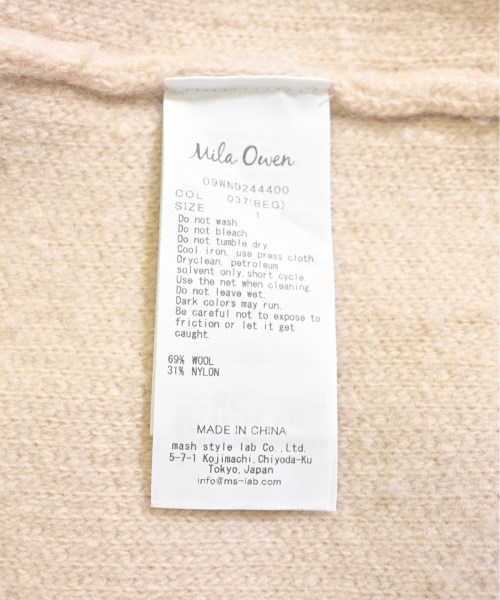 Mila Owen
09WND244400
COL 037(BEG)
SIZE 1
Do not wash.
Do not bleach.
Do not tumble dry.
Cool iron, use press cloth
Dryclean, petroleum
solvent only,short cycle.
Use the net when cleaning.
Do not leave wet.
Dark colors may run.
Be careful not to expose to
friction or let it get
caught.
69% WOOL
31% NYLON
MADE IN CHINA
mash style lab Co.,Ltd.
5-7-1 Kojimachi,Chiyoda-Ku
Tokyo,Japan
info@ms-lab.com